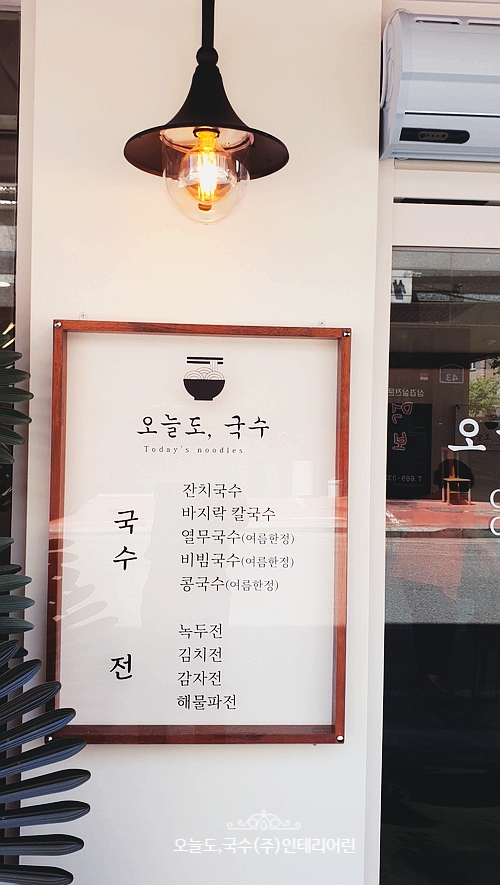 오늘도, 국수
Today's noodles
국수
잔치국수
바지락 칼국수
열무국수(여름한정)
비빔국수(여름한정)
콩국수(여름한정)
전
녹두전
김치전
감자전
해물파전
오
43
오늘도,국수(주)인테리어린